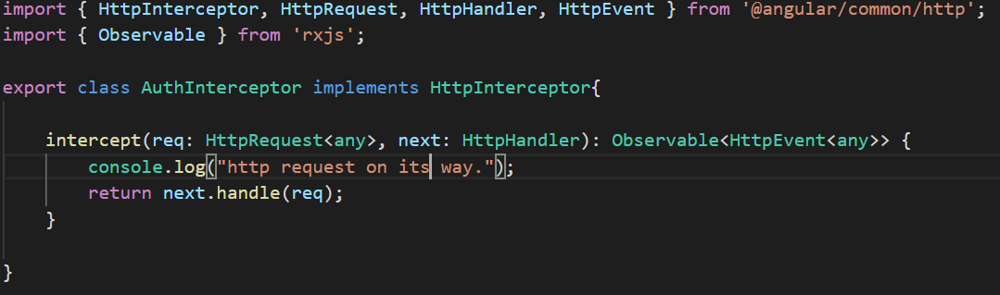 import { HttpInterceptor, HttpRequest, HttpHandler, HttpEvent } from '@angular/common/http';
import { Observable } from 'rxjs';
export class AuthInterceptor implements HttpInterceptor{
intercept(req: HttpRequest<any>, next: HttpHandler): Observable<HttpEvent<any>> {
console.log("http request on its way.");
return next.handle(req);
}
}